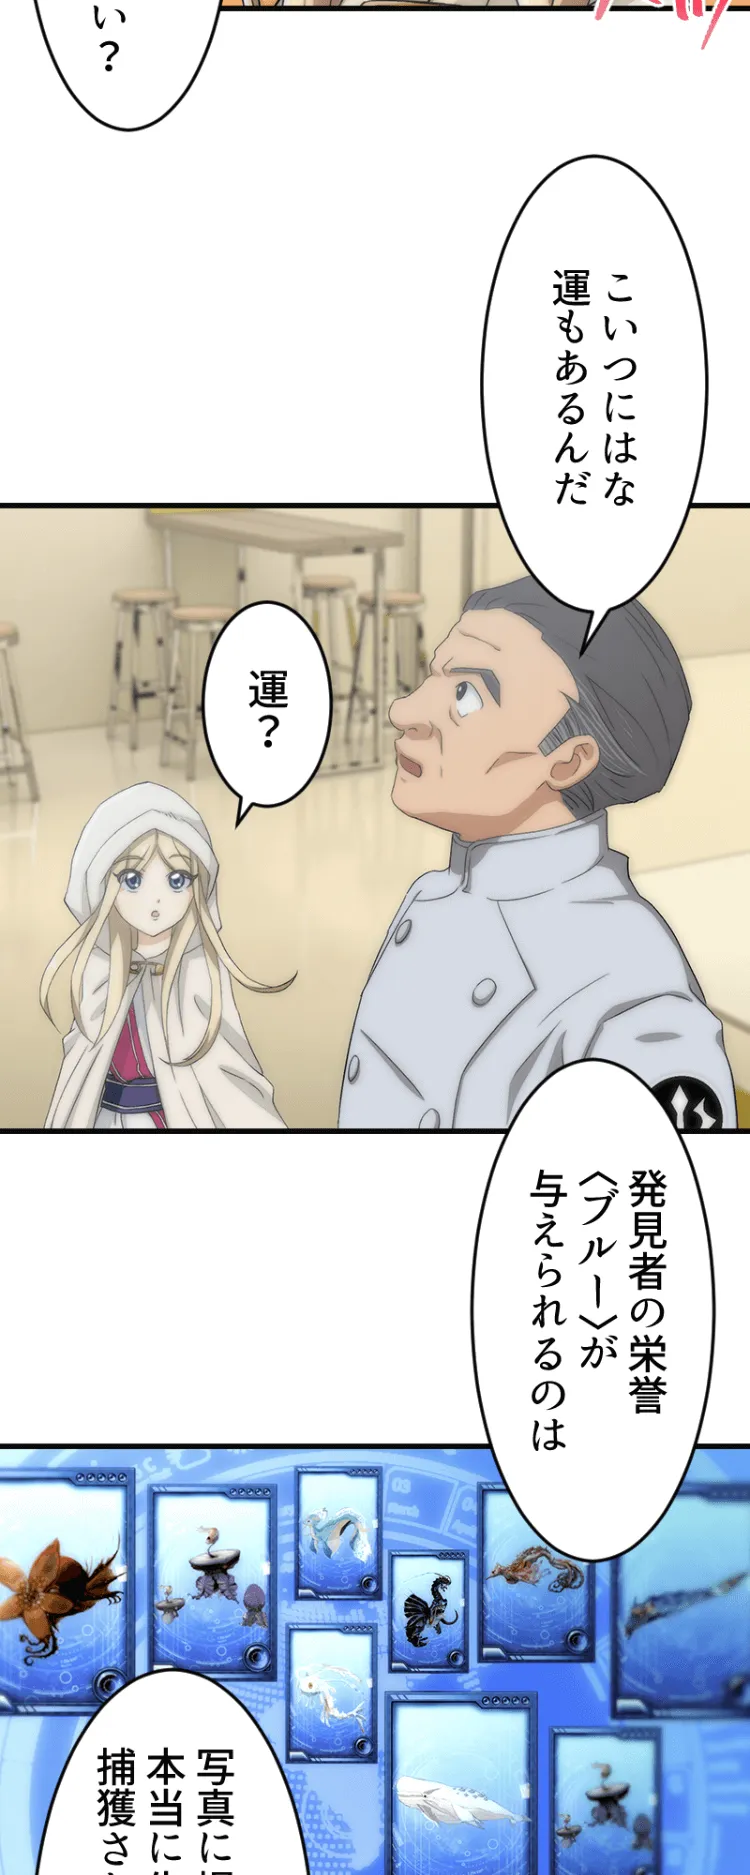 い？
こいつにはな
運もあるんだ
運？
発見者の栄誉
〈ブルー〉が
与えられるのは
写真に
本当に
捕獲さ